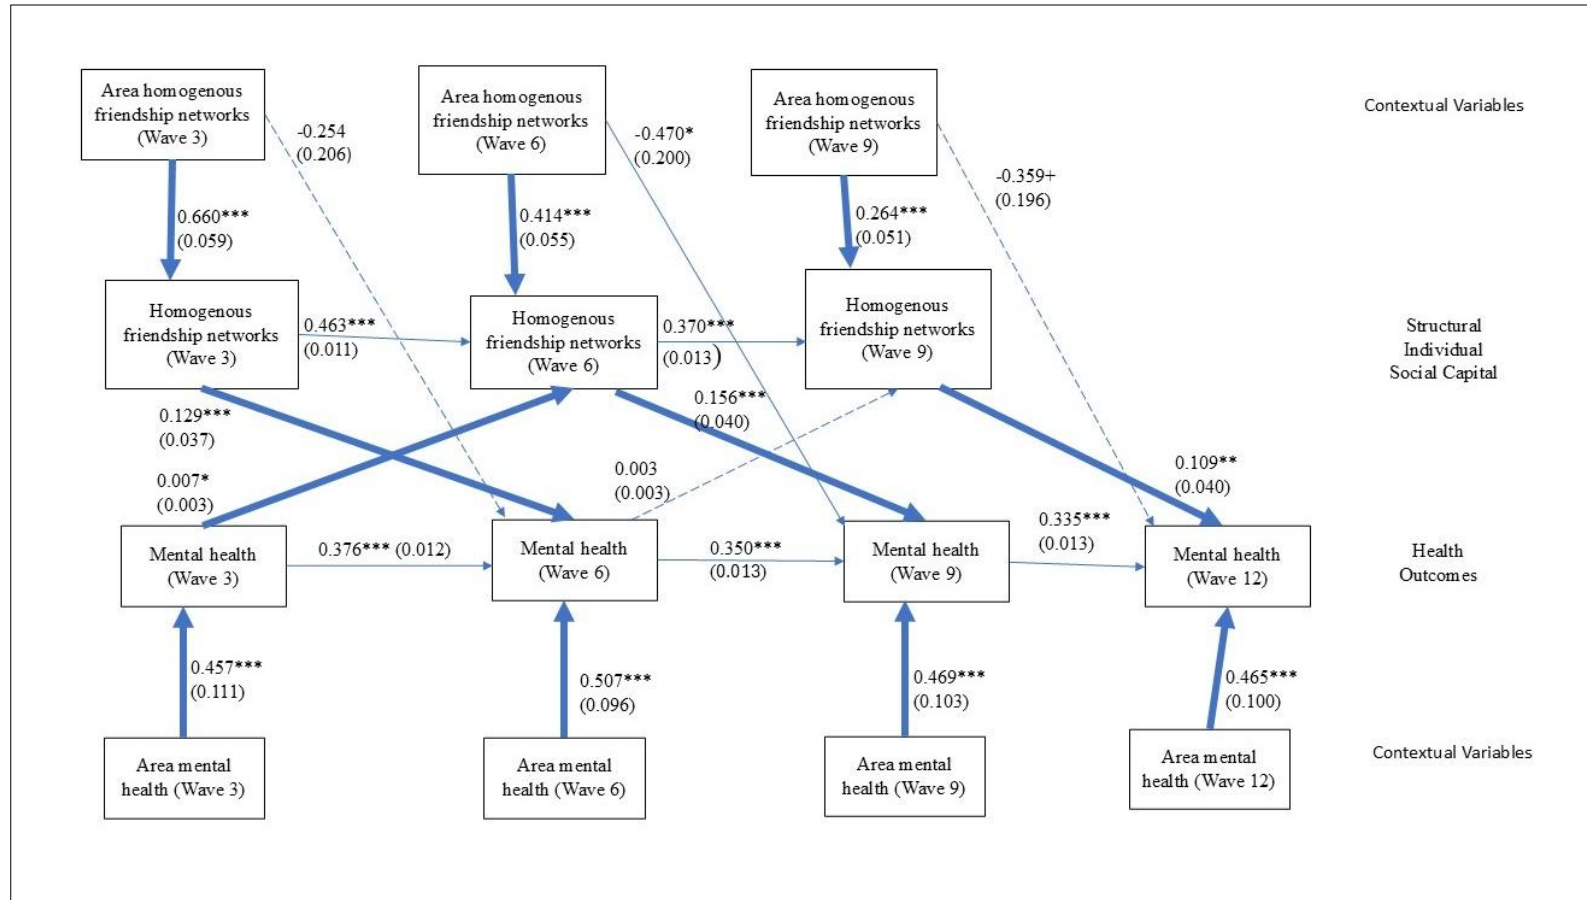 Area homogenous
friendship networks
(Wave 3)
Area homogenous
friendship networks
(Wave 6)
Area homogenous
friendship networks
(Wave 9)
Contextual Variables
-0.254
(0.206)
-0.470*
(0.200)
-0.359+
(0.196)
0.660***
(0.059)
0.414***
(0.055)
0.264***
(0.051)
Homogenous
friendship networks
(Wave 3)
0.463***
(0.011)
Homogenous
friendship networks
(Wave 6)
0.370***
(0.013)
Homogenous
friendship networks
(Wave 9)
Structural
Individual
Social Capital
0.129***
(0.037)
0.156***
(0.040)
0.007*
(0.003)
0.003
(0.003)
0.109**
(0.040)
Mental health
(Wave 3)
0.376*** (0.012)
Mental health
(Wave 6)
0.350***
(0.013)
Mental health
(Wave 9)
0.335***
(0.013)
Mental health
(Wave 12)
Health
Outcomes
0.457***
(0.111)
0.507***
(0.096)
0.469***
(0.103)
0.465***
(0.100)
Area mental
health (Wave 3)
Area mental
health (Wave 6)
Area mental
health (Wave 9)
Area mental
health (Wave 12)
Contextual Variables